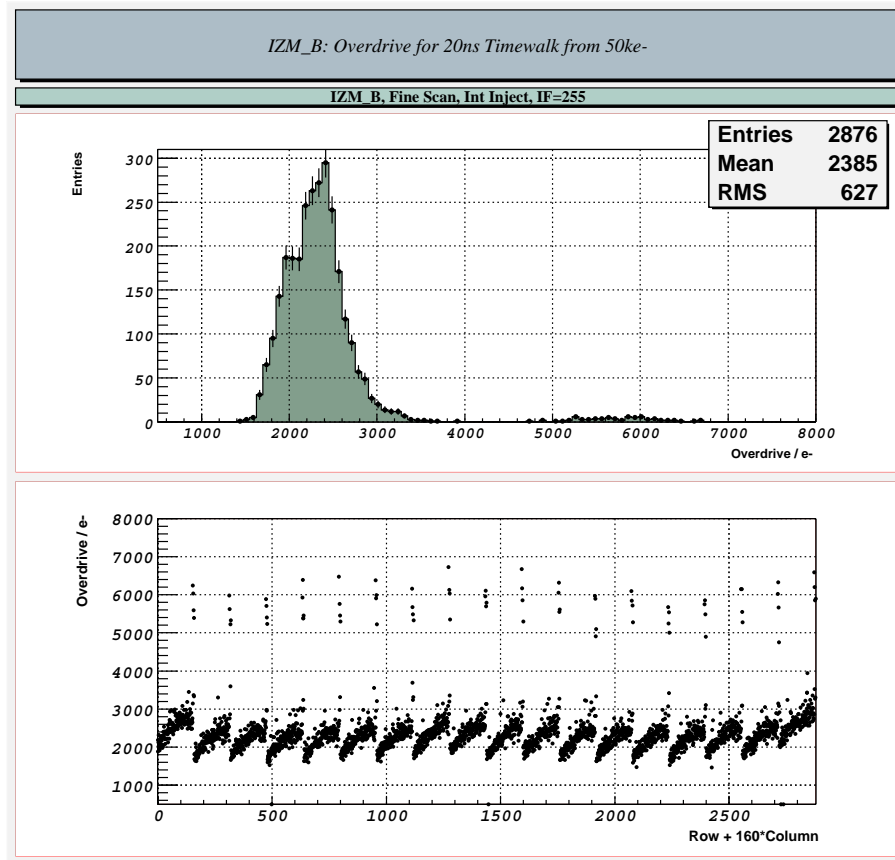 IZM_B: Overdrive for 20ns Timewalk from 50ke-
IZM_B, Fine Scan, Int Inject, IF=255
Entries 2876
Mean 2385
RMS 627
Entries
300
250
200
150
100
50
0
1000 2000 3000 4000 5000 6000 7000 8000
Overdrive / e-
Overdrive / e-
8000
7000
6000
5000
4000
3000
2000
1000
0 500 1000 1500 2000 2500
Row + 160*Column